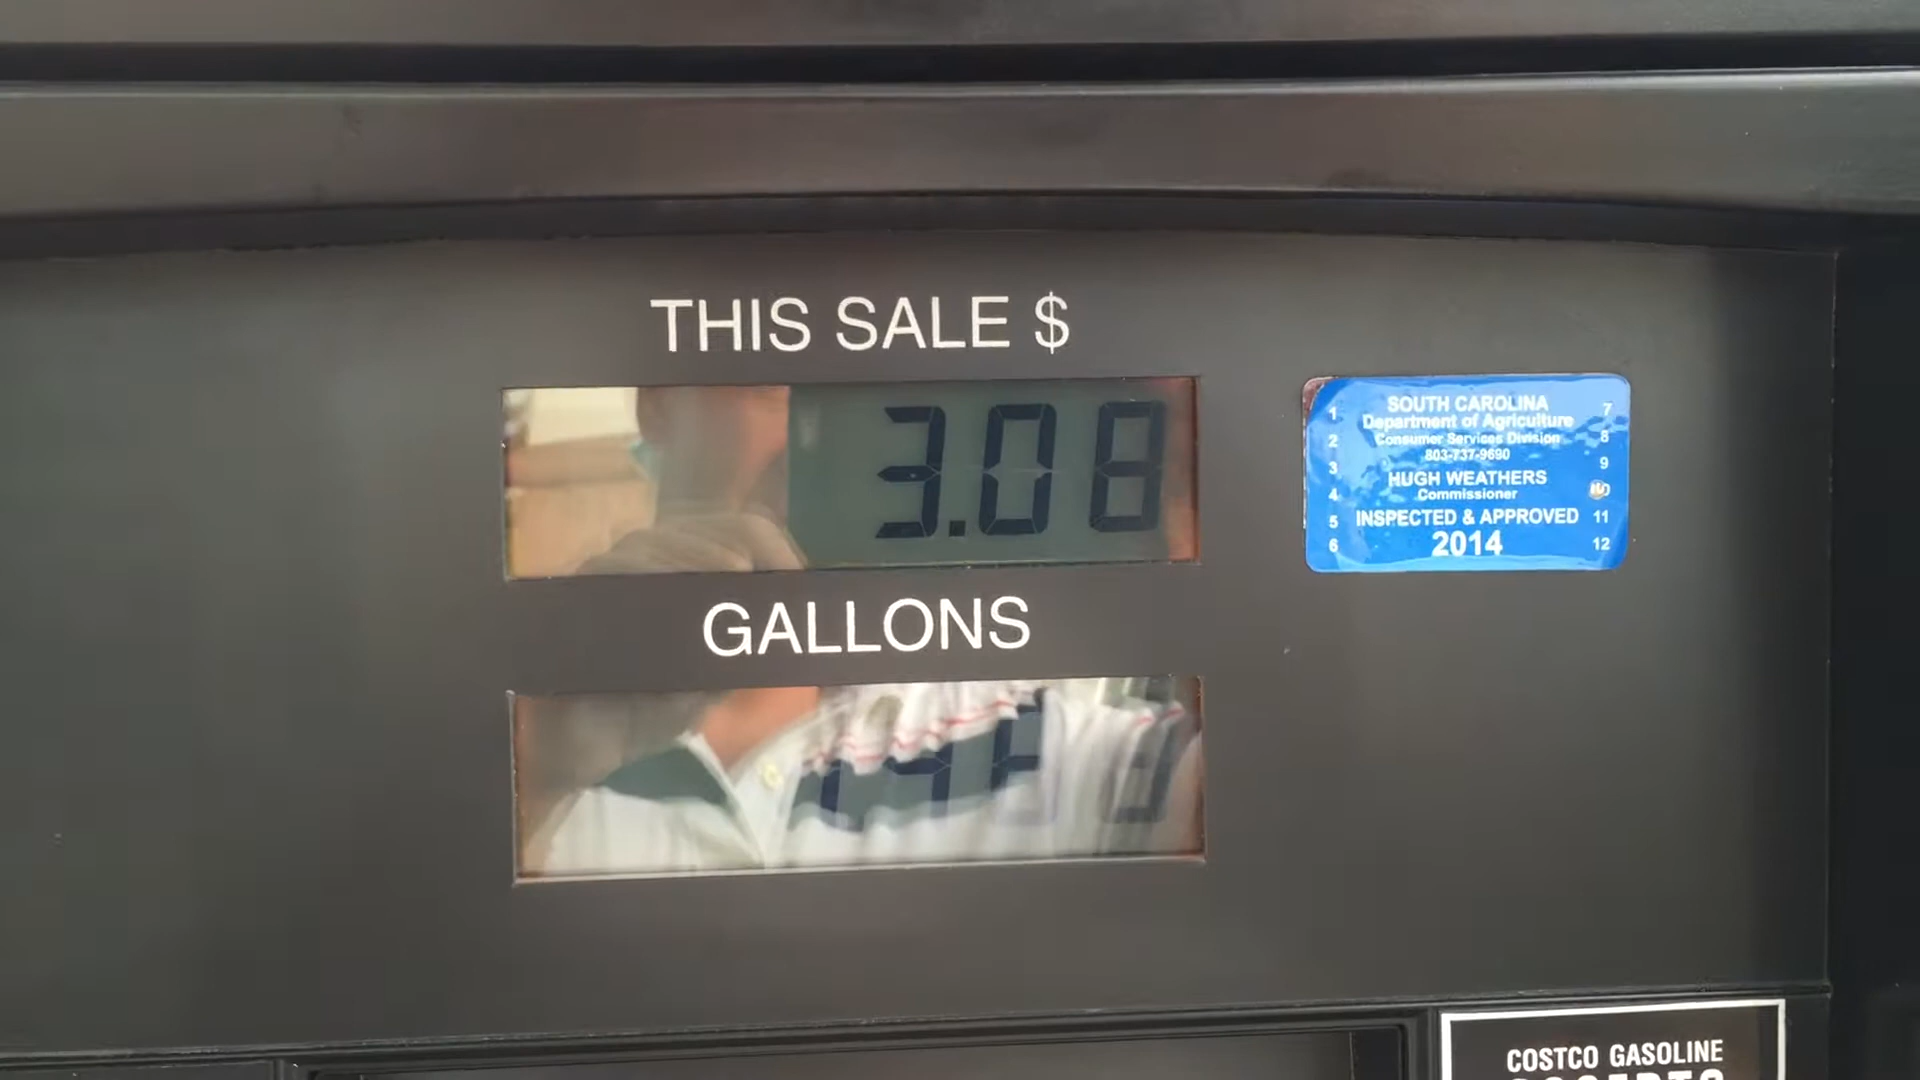 THIS SALE $
3.08
GALLONS
SOUTH CAROLINA
Department of Agriculture
Consumer Services Division
803-737-9690
HUGH WEATHERS
Commissioner
INSPECTED & APPROVED
2014
1
2
3
4
5
6
7
8
9
11
12
COSTCO GASOLINE